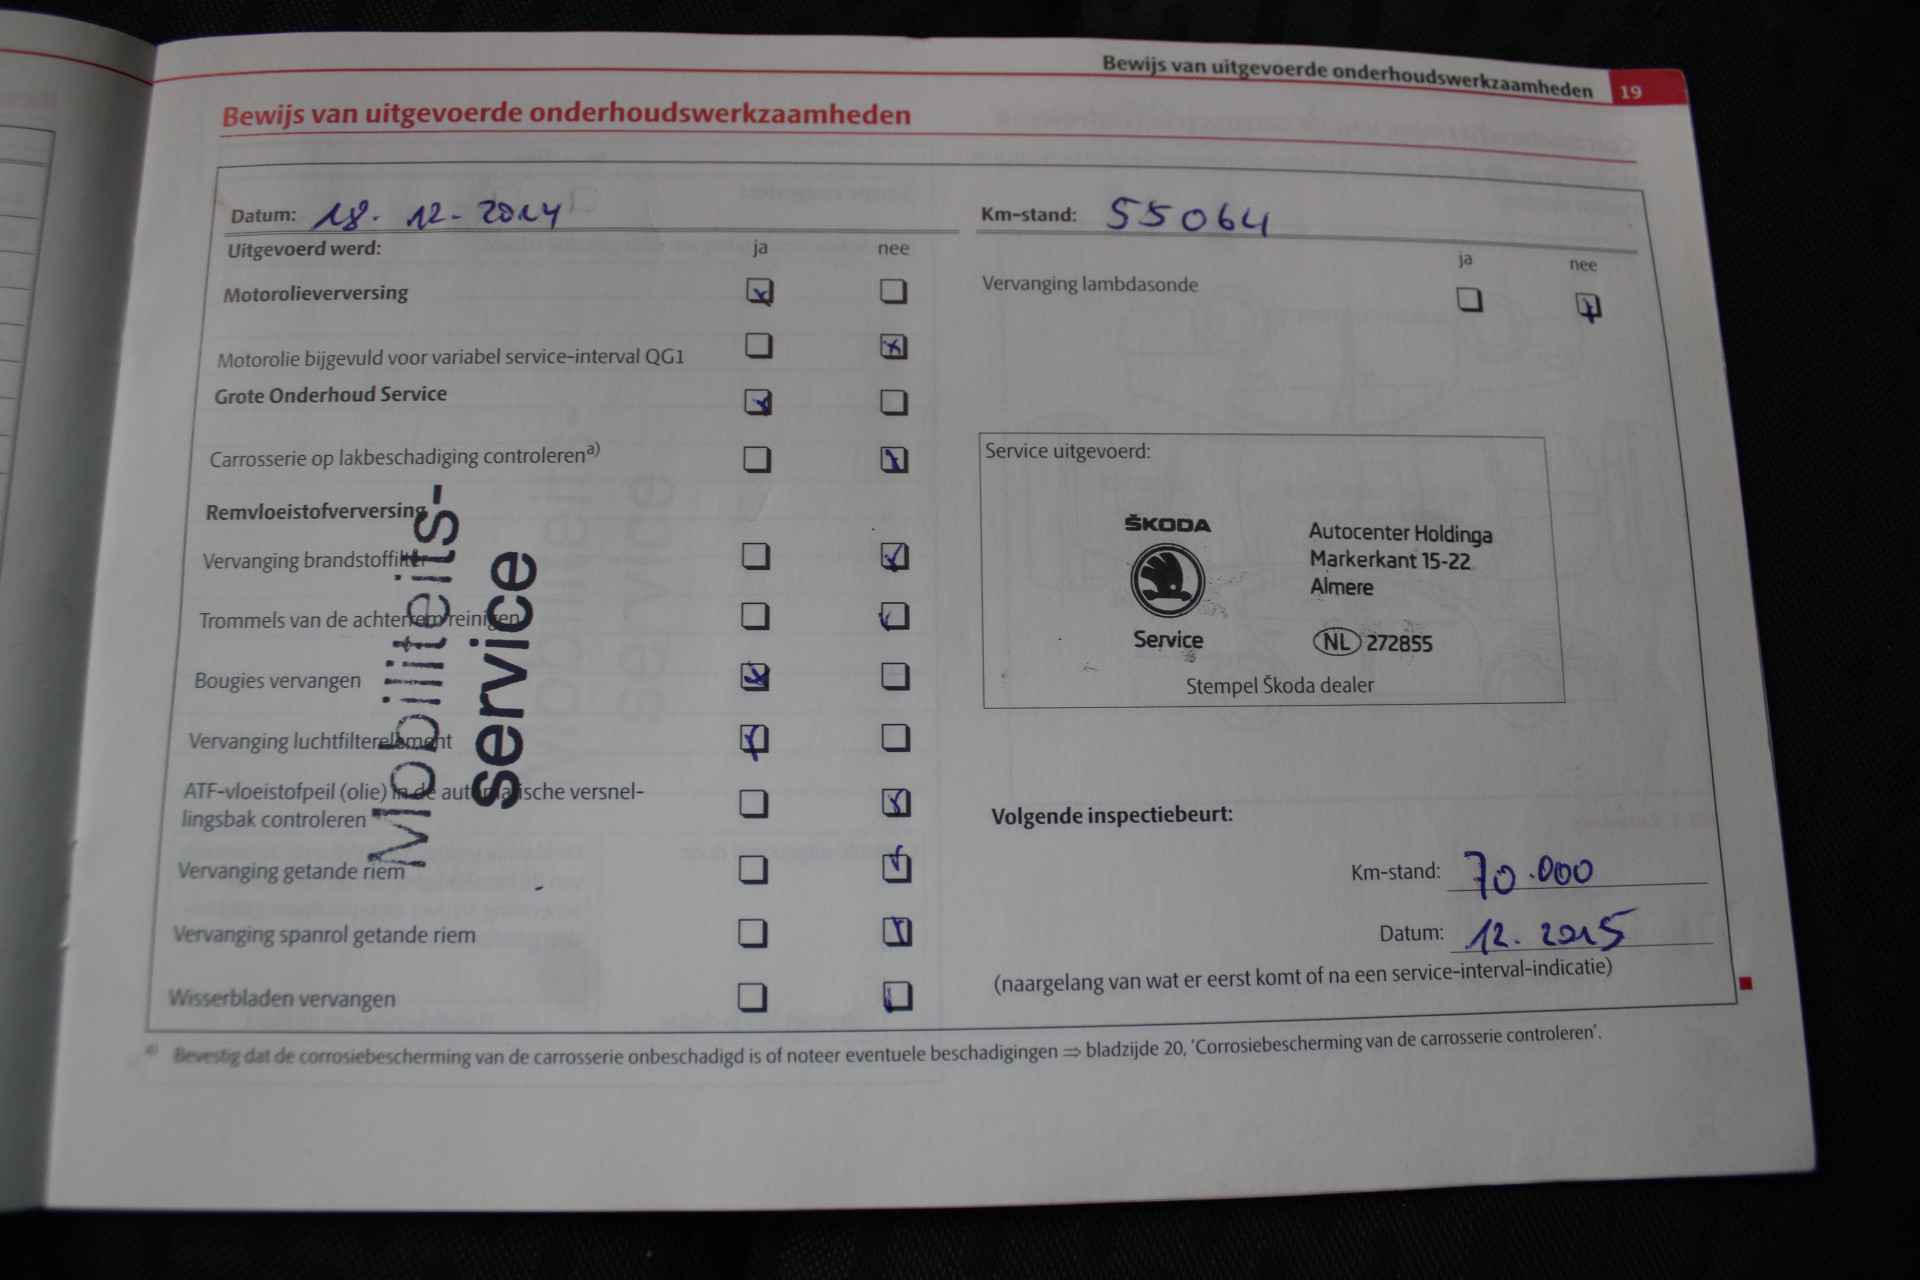 Bewijs van uitgevoerde onderhoudswerkzaamheden 19
Bewijs van uitgevoerde onderhoudswerkzaamheden
Datum: 18. 12. 2014
Uitgevoerd werd: ja nee
Motorolieverversing
Motorolie bijgevuld voor variabel service-interval QG1
Grote Onderhoud Service
Carrosserie op lakbeschadiging controleren a)
Remvloeistofverversing
Vervanging brandstoffilter
Trommels van de achterrem reinigen
Bougies vervangen
Vervanging luchtfilterelement
ATF-vloeistofpeil (olie) in de automatische versnel-
lingsbak controleren
Vervanging getande riem
Vervanging spanrol getande riem
Wisserbladen vervangen
Mobiliteits-
service
Km-stand: 55064
ja nee
Vervanging lambdasonde
Service uitgevoerd:
ŠKODA
Service
Autocenter Holdinga
Markerkant 15-22
Almere
NL 272855
Stempel Škoda dealer
Volgende inspectiebeurt:
Km-stand: 70.000
Datum: 12. 2015
(naargelang van wat er eerst komt of na een service-interval-indicatie)
a) Bevestig dat de corrosiebescherming van de carrosserie onbeschadigd is of noteer eventuele beschadigingen ⇒ bladzijde 20, 'Corrosiebescherming van de carrosserie controleren'.